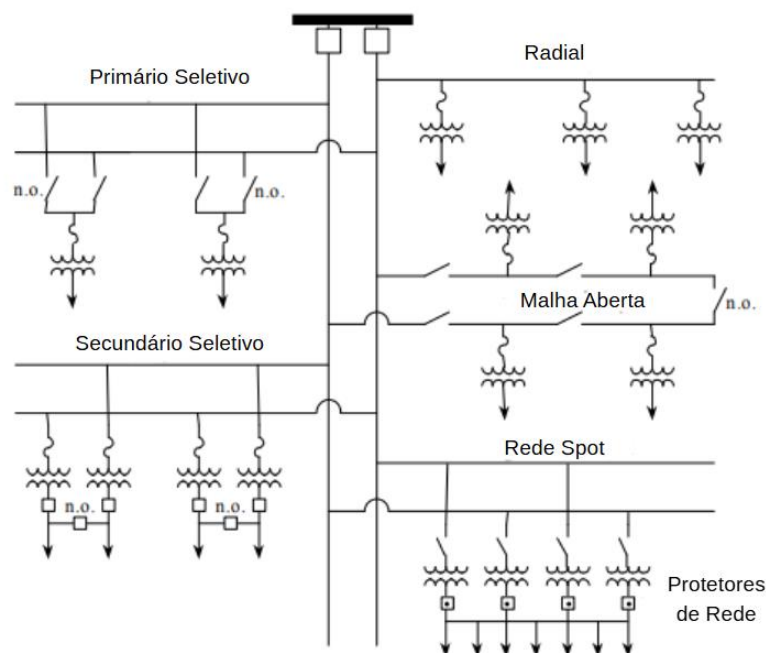 Primário Seletivo
Radial
n.o.
n.o.
Malha Aberta
n.o.
Secundário Seletivo
n.o.
n.o.
Rede Spot
Protetores
de Rede